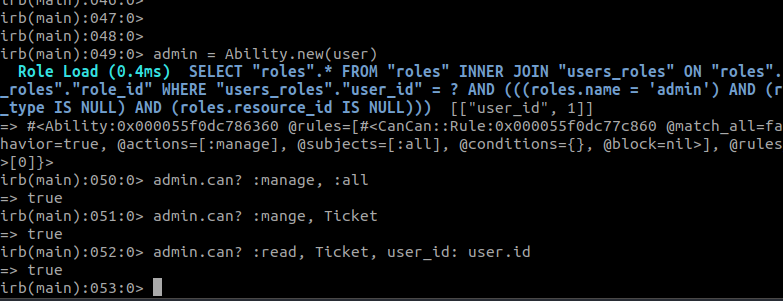 irb(main):046:0>
irb(main):047:0>
irb(main):048:0>
irb(main):049:0> admin = Ability.new(user)
  Role Load (0.4ms)  SELECT "roles".* FROM "roles" INNER JOIN "users_roles" ON "roles".
_roles"."role_id" WHERE "users_roles"."user_id" = ? AND (((roles.name = 'admin') AND (r
_type IS NULL) AND (roles.resource_id IS NULL)))  [["user_id", 1]]
=> #<Ability:0x000055f0dc786360 @rules=[#<CanCan::Rule:0x000055f0dc77c860 @match_all=fa
havior=true, @actions=[:manage], @subjects=[:all], @conditions={}, @block=nil>], @rules
>[0]}>
irb(main):050:0> admin.can? :manage, :all
=> true
irb(main):051:0> admin.can? :mange, Ticket
=> true
irb(main):052:0> admin.can? :read, Ticket, user_id: user.id
=> true
irb(main):053:0>